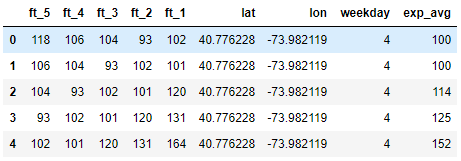 ft_5 ft_4 ft_3 ft_2 ft_1 lat lon weekday exp_avg
0 118 106 104 93 102 40.776228 -73.982119 4 100
1 106 104 93 102 101 40.776228 -73.982119 4 100
2 104 93 102 101 120 40.776228 -73.982119 4 114
3 93 102 101 120 131 40.776228 -73.982119 4 125
4 102 101 120 131 164 40.776228 -73.982119 4 152